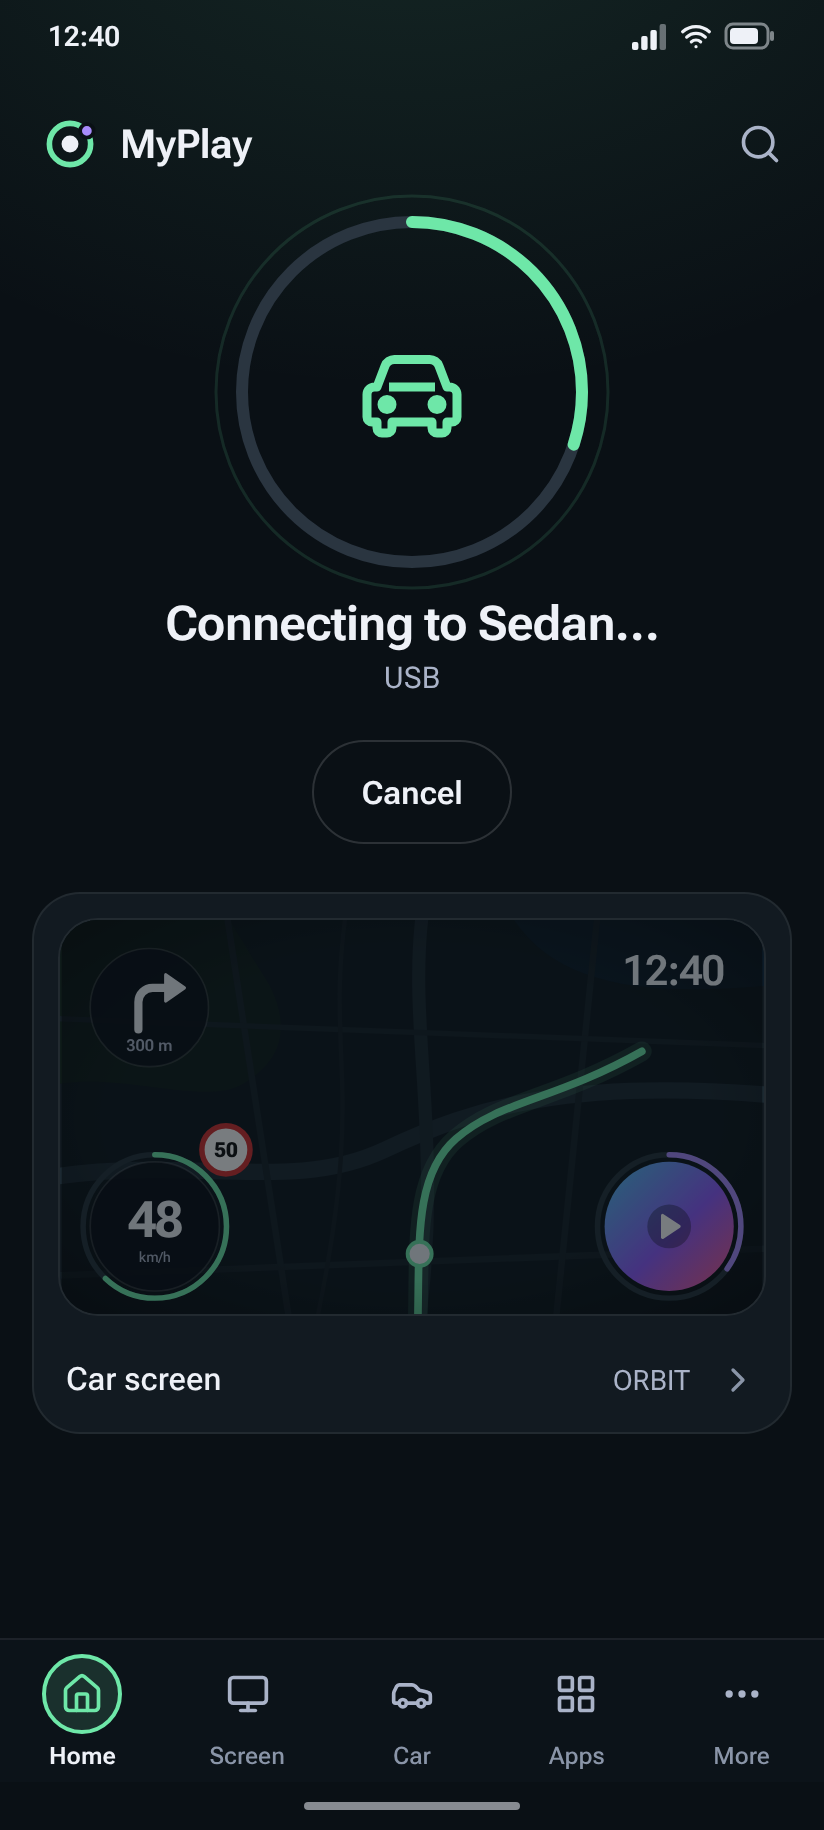 12:40
MyPlay
Connecting to Sedan...
USB
Cancel
12:40
300 m
50
48
km/h
Car screen
ORBIT
Home
Screen
Car
Apps
More